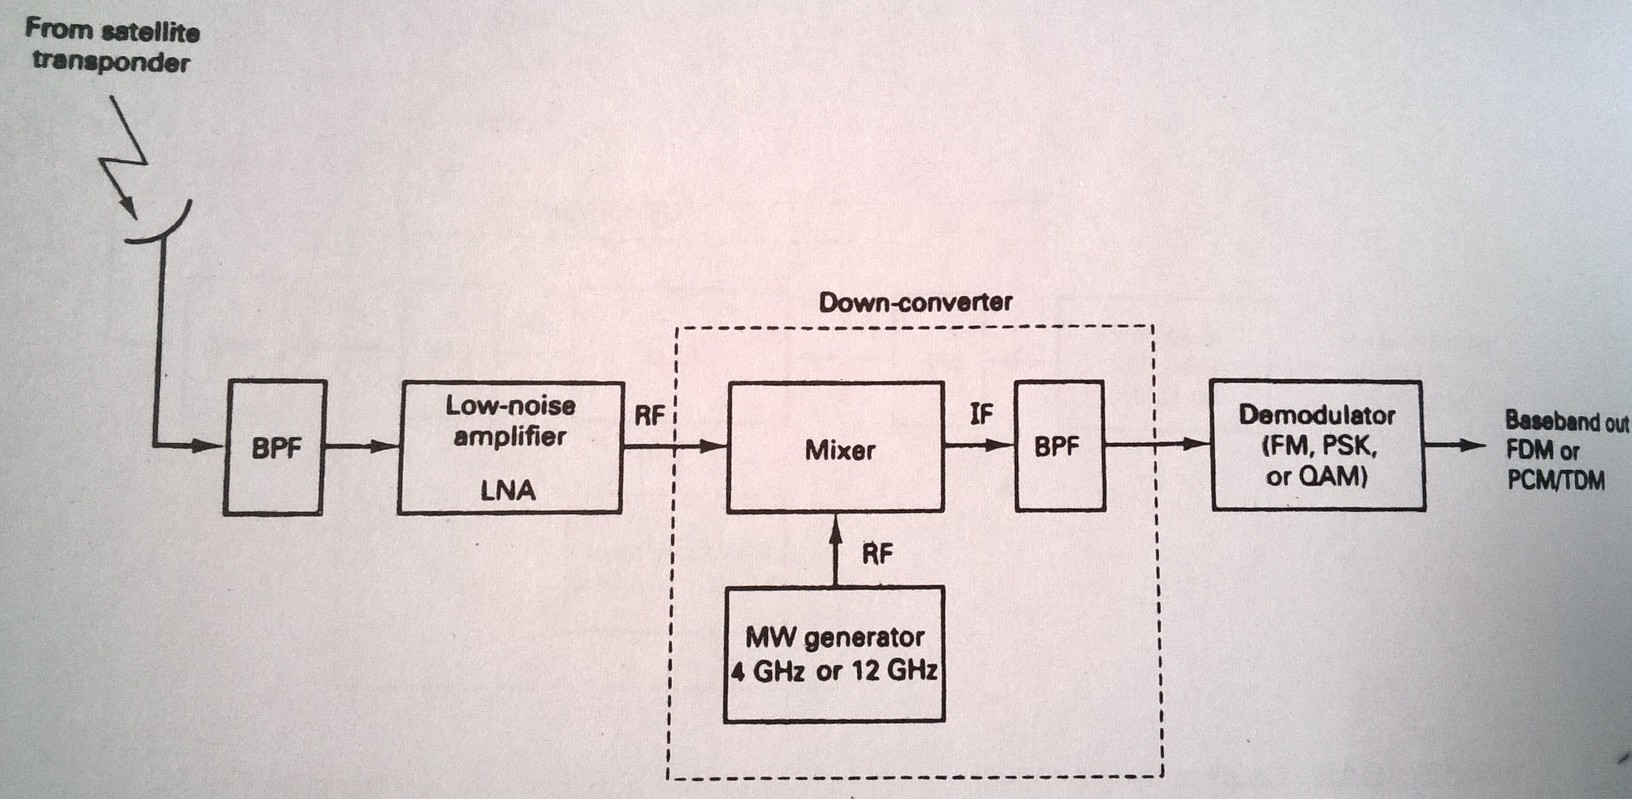 From satellite
transponder
Down-converter
BPF
Low-noise
amplifier
LNA
RF
Mixer
IF
BPF
Demodulator
(FM, PSK,
or QAM)
Baseband out
FDM or
PCM/TDM
RF
MW generator
4 GHz or 12 GHz